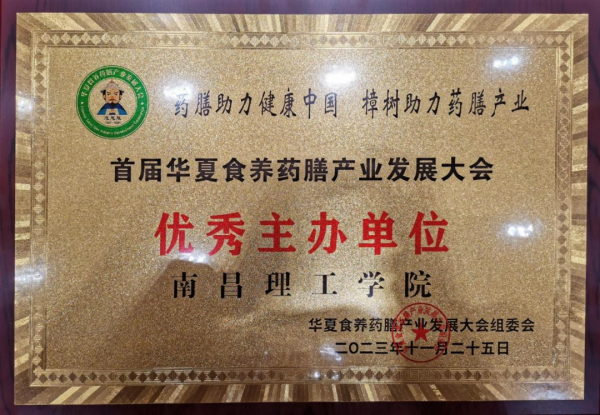 药膳助力健康中国 樟树助力药膳产业
首届华夏食养药膳产业发展大会
优秀主办单位
南昌理工学院
华夏食养药膳产业发展大会组委会
二〇二三年十一月二十五日